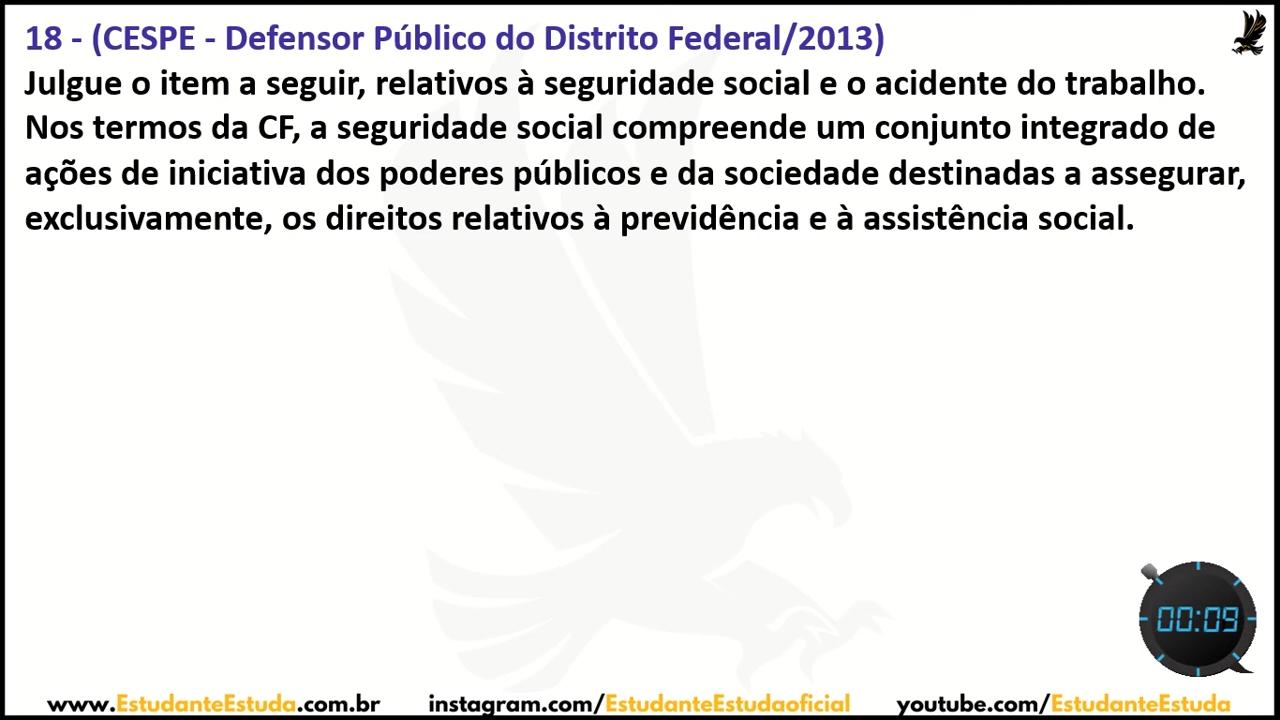 18 - (CESPE - Defensor Público do Distrito Federal/2013)
Julgue o item a seguir, relativos à seguridade social e o acidente do trabalho.
Nos termos da CF, a seguridade social compreende um conjunto integrado de
ações de iniciativa dos poderes públicos e da sociedade destinadas a assegurar,
exclusivamente, os direitos relativos à previdência e à assistência social.
00:09
www.EstudanteEstuda.com.br instagram.com/EstudanteEstudaoficial youtube.com/EstudanteEstuda